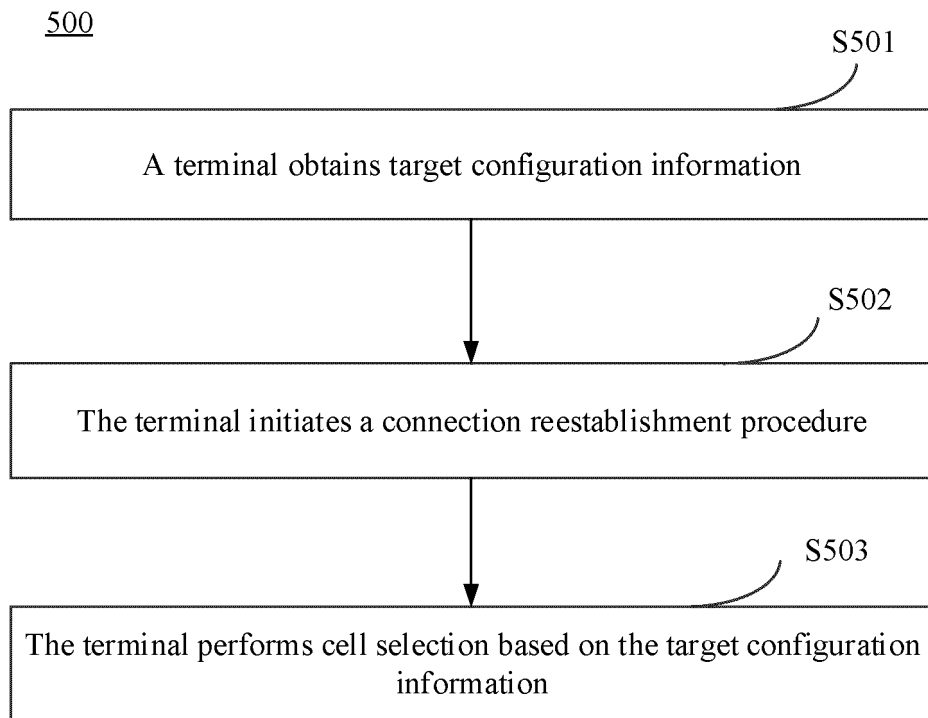 500
S501
A terminal obtains target configuration information
S502
The terminal initiates a connection reestablishment procedure
S503
The terminal performs cell selection based on the target configuration
information